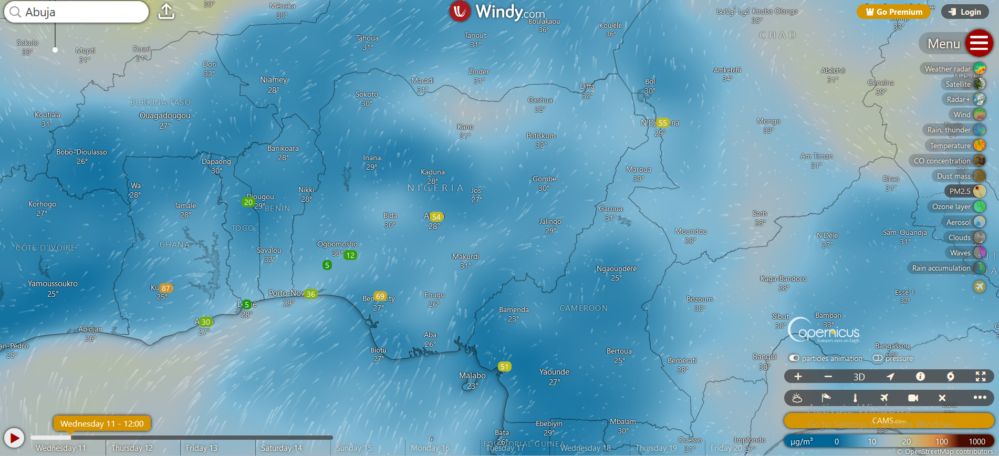 Abuja
Windy.com
Go Premium
Login
Menu
Weather radar
Satellite
Radar+
Wind
Rain, thunder
Temperature
CO concentration
Dust mass
PM2.5
Ozone layer
Aerosol
Clouds
Waves
Rain accumulation
30°
Ménaka
30°
Boulakaou
36°
Koulélé
36°
كوبا أولانغا Kouba Olanga
35°
33°
CHAD
Sokolo
33°
Mopti
31°
Duari
31°
Tahoua
31°
Tanout
31°
Dori
32°
Niamey
28°
Maradi
31°
Zinder
31°
Diffa
32°
Bol
30°
Amketchi
34°
Abéché
31°
Geneina
29°
BURKINA FASO
Ouagadougou
27°
Koutiala
31°
Sokoto
30°
Gashua
32°
Kano
31°
Potiskum
32°
55
29°
Mongo
33°
Bobo-Dioulasso
26°
Dapaong
30°
Banikoara
28°
Inana
29°
Kaduna
28°
NIGERIA
Gombe
30°
Maroua
30°
Am Timan
31°
Birao
31°
Wa
28°
Nikki
28°
Jos
27°
Korhogo
27°
Tamale
28°
20
Djougou
29°
BENIN
Bida
30°
54
28°
Jalingo
29°
Garoua
31°
Sarh
28°
TOGO
GHANA
CÔTE D'IVOIRE
Moundou
28°
N'Délé
27°
Sam-Ouandja
31°
Ogbomosho
30°
12
5
Savalou
32°
Makurdi
31°
Ngaoundéré
25°
Kaga-Bandoro
28°
Yamoussoukro
25°
87
25°
Porto-Nov
36
29°
69
27°
Enugu
26°
Bamenda
23°
CAMEROON
Bozoum
30°
Essé 1
32°
5
28°
30
27°
Abidjan
26°
an-Pédro
25°
Aba
26°
Biotu
27°
Sibut
30°
Bambari
33°
Copernicus
Europe's eyes on Earth
Bangassou
33°
Bertoua
25°
Berbérati
28°
Bangui
30°
51
Malabo
23°
Yaounde
27°
Ebebiyin
29°
Mbalam
30°
Bata
26°
EQUATORIAL GUINEA
Ouésso
31°
Impfondo
27°
particles animation
pressure
3D
Activate Windows
Go to Settings to activate Windows.
CAMS 40km
33°
µg/m³ 0 10 20 100 1000
© OpenStreetMap contributors
Wednesday 11 - 12:00
Wednesday 11
Thursday 12
Friday 13
Saturday 14
Sunday 15
Monday 16
Tuesday 17
Wednesday 18
Thursday 19
Friday 20